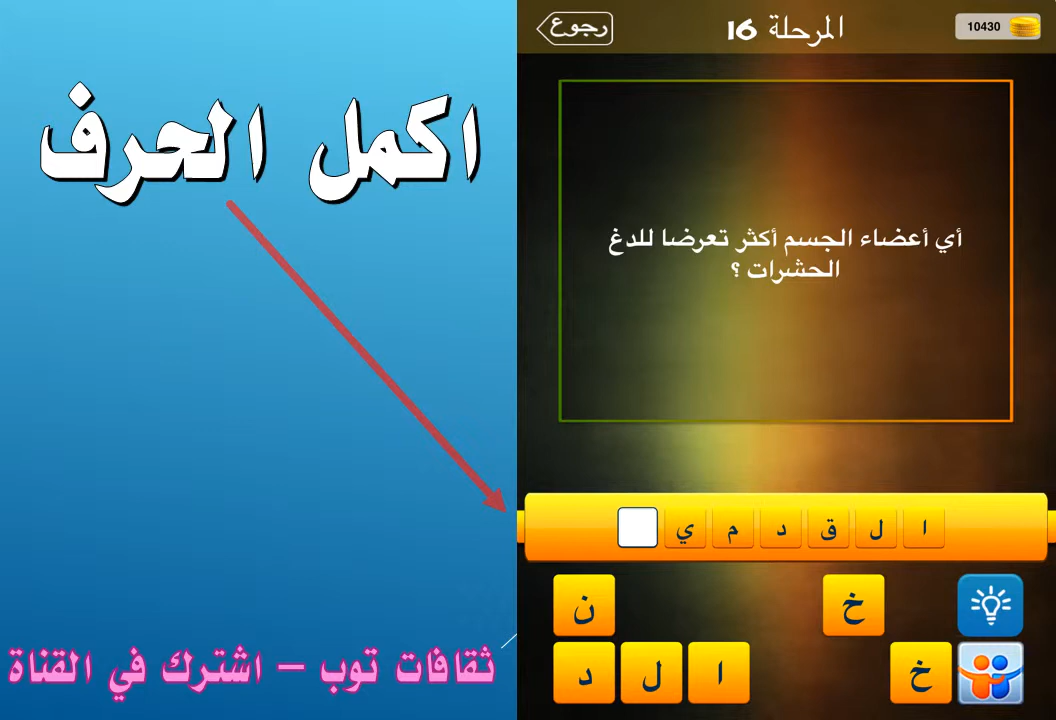 اكمل الحرف
ثقافات توب – اشترك في القناة
رجوع
المرحلة 16
10430
أي أعضاء الجسم أكثر تعرضا للدغ
الحشرات ؟
ا ل ق د م ي
خ ن
خ ا ل د